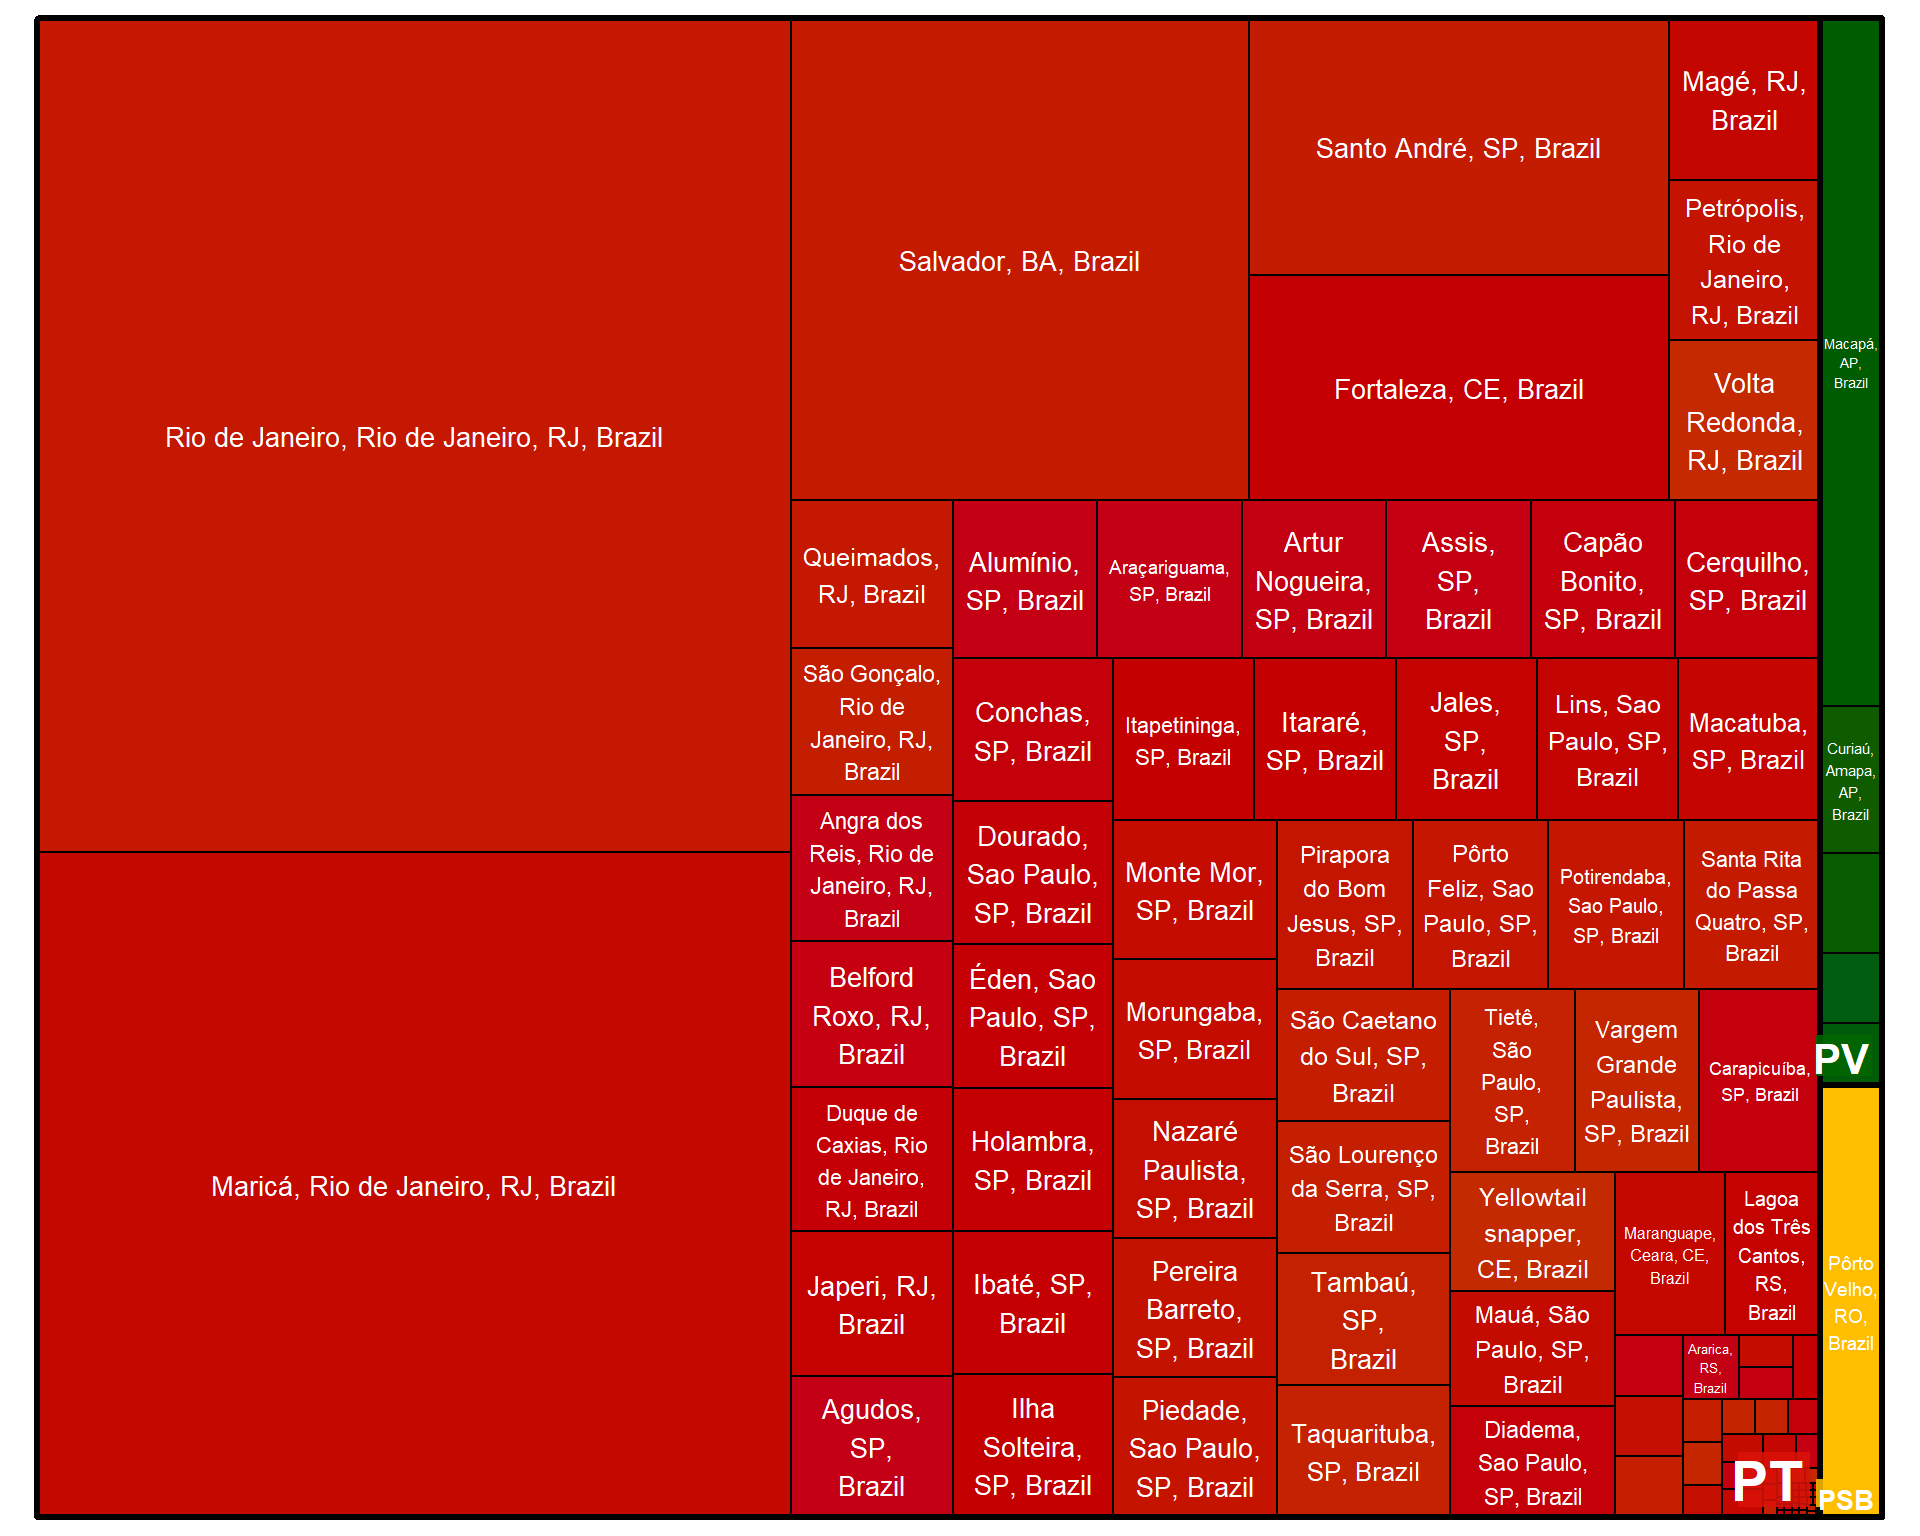 Rio de Janeiro, Rio de Janeiro, RJ, Brazil
Maricá, Rio de Janeiro, RJ, Brazil
Salvador, BA, Brazil
Santo André, SP, Brazil
Fortaleza, CE, Brazil
Magé, RJ,
Brazil
Petrópolis,
Rio de
Janeiro,
RJ, Brazil
Volta
Redonda,
RJ, Brazil
Queimados,
RJ, Brazil
São Gonçalo,
Rio de
Janeiro, RJ,
Brazil
Angra dos
Reis, Rio de
Janeiro, RJ,
Brazil
Belford
Roxo, RJ,
Brazil
Duque de
Caxias, Rio
de Janeiro,
RJ, Brazil
Japeri, RJ,
Brazil
Agudos,
SP,
Brazil
Alumínio,
SP, Brazil
Araçariguama,
SP, Brazil
Artur
Nogueira,
SP, Brazil
Assis,
SP,
Brazil
Capão
Bonito,
SP, Brazil
Cerquilho,
SP, Brazil
Conchas,
SP, Brazil
Dourado,
Sao Paulo,
SP, Brazil
Éden, Sao
Paulo, SP,
Brazil
Holambra,
SP, Brazil
Ibaté, SP,
Brazil
Ilha
Solteira,
SP, Brazil
Itapetininga,
SP, Brazil
Itararé,
SP, Brazil
Jales,
SP,
Brazil
Lins, Sao
Paulo, SP,
Brazil
Macatuba,
SP, Brazil
Monte Mor,
SP, Brazil
Morungaba,
SP, Brazil
Nazaré
Paulista,
SP, Brazil
Pereira
Barreto,
SP, Brazil
Piedade,
Sao Paulo,
SP, Brazil
Pirapora
do Bom
Jesus, SP,
Brazil
Pôrto
Feliz, Sao
Paulo, SP,
Brazil
Potirendaba,
Sao Paulo,
SP, Brazil
Santa Rita
do Passa
Quatro, SP,
Brazil
São Caetano
do Sul, SP,
Brazil
São Lourenço
da Serra, SP,
Brazil
Tambaú,
SP,
Brazil
Taquarituba,
SP, Brazil
Tietê,
São
Paulo,
SP,
Brazil
Vargem
Grande
Paulista,
SP, Brazil
Carapicuíba,
SP, Brazil
Yellowtail
snapper,
CE, Brazil
Mauá, São
Paulo, SP,
Brazil
Diadema,
Sao Paulo,
SP, Brazil
Maranguape,
Ceara, CE,
Brazil
Lagoa
dos Três
Cantos,
RS,
Brazil
Ararica,
RS,
Brazil
PT
Macapá,
AP,
Brazil
Curiaú,
Amapa,
AP,
Brazil
PV
Pôrto
Velho,
RO,
Brazil
PSB